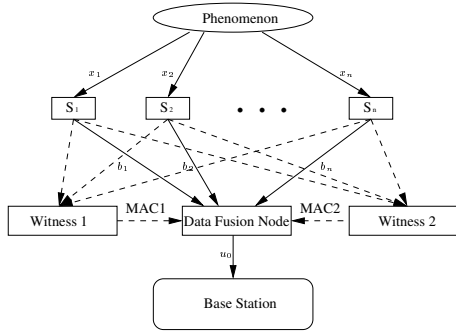 Phenomenon
x₁ x₂ xₙ
S₁ S₂ • • • Sₙ
b₁ b₂ bₙ
MAC1 MAC2
Witness 1 Data Fusion Node Witness 2
u₀
Base Station